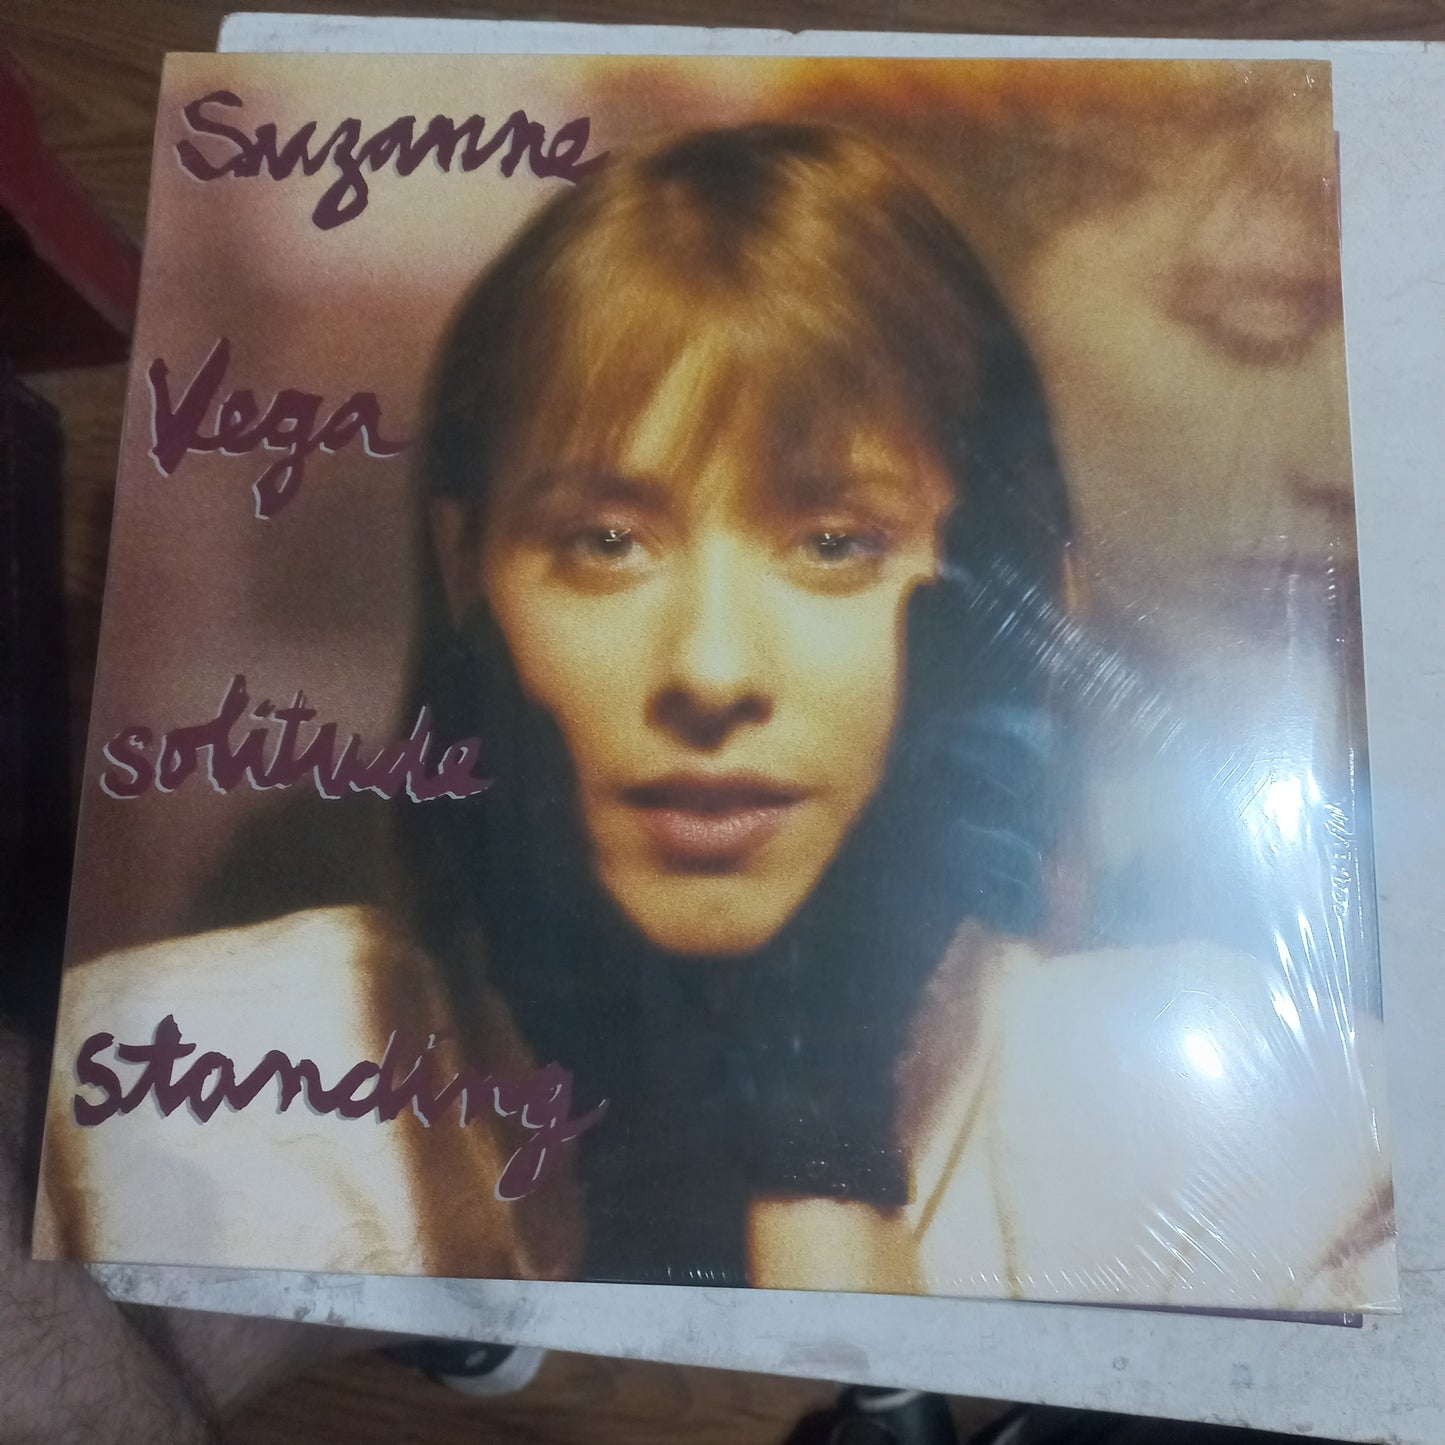 Suzanne
Vega
solitude
standing